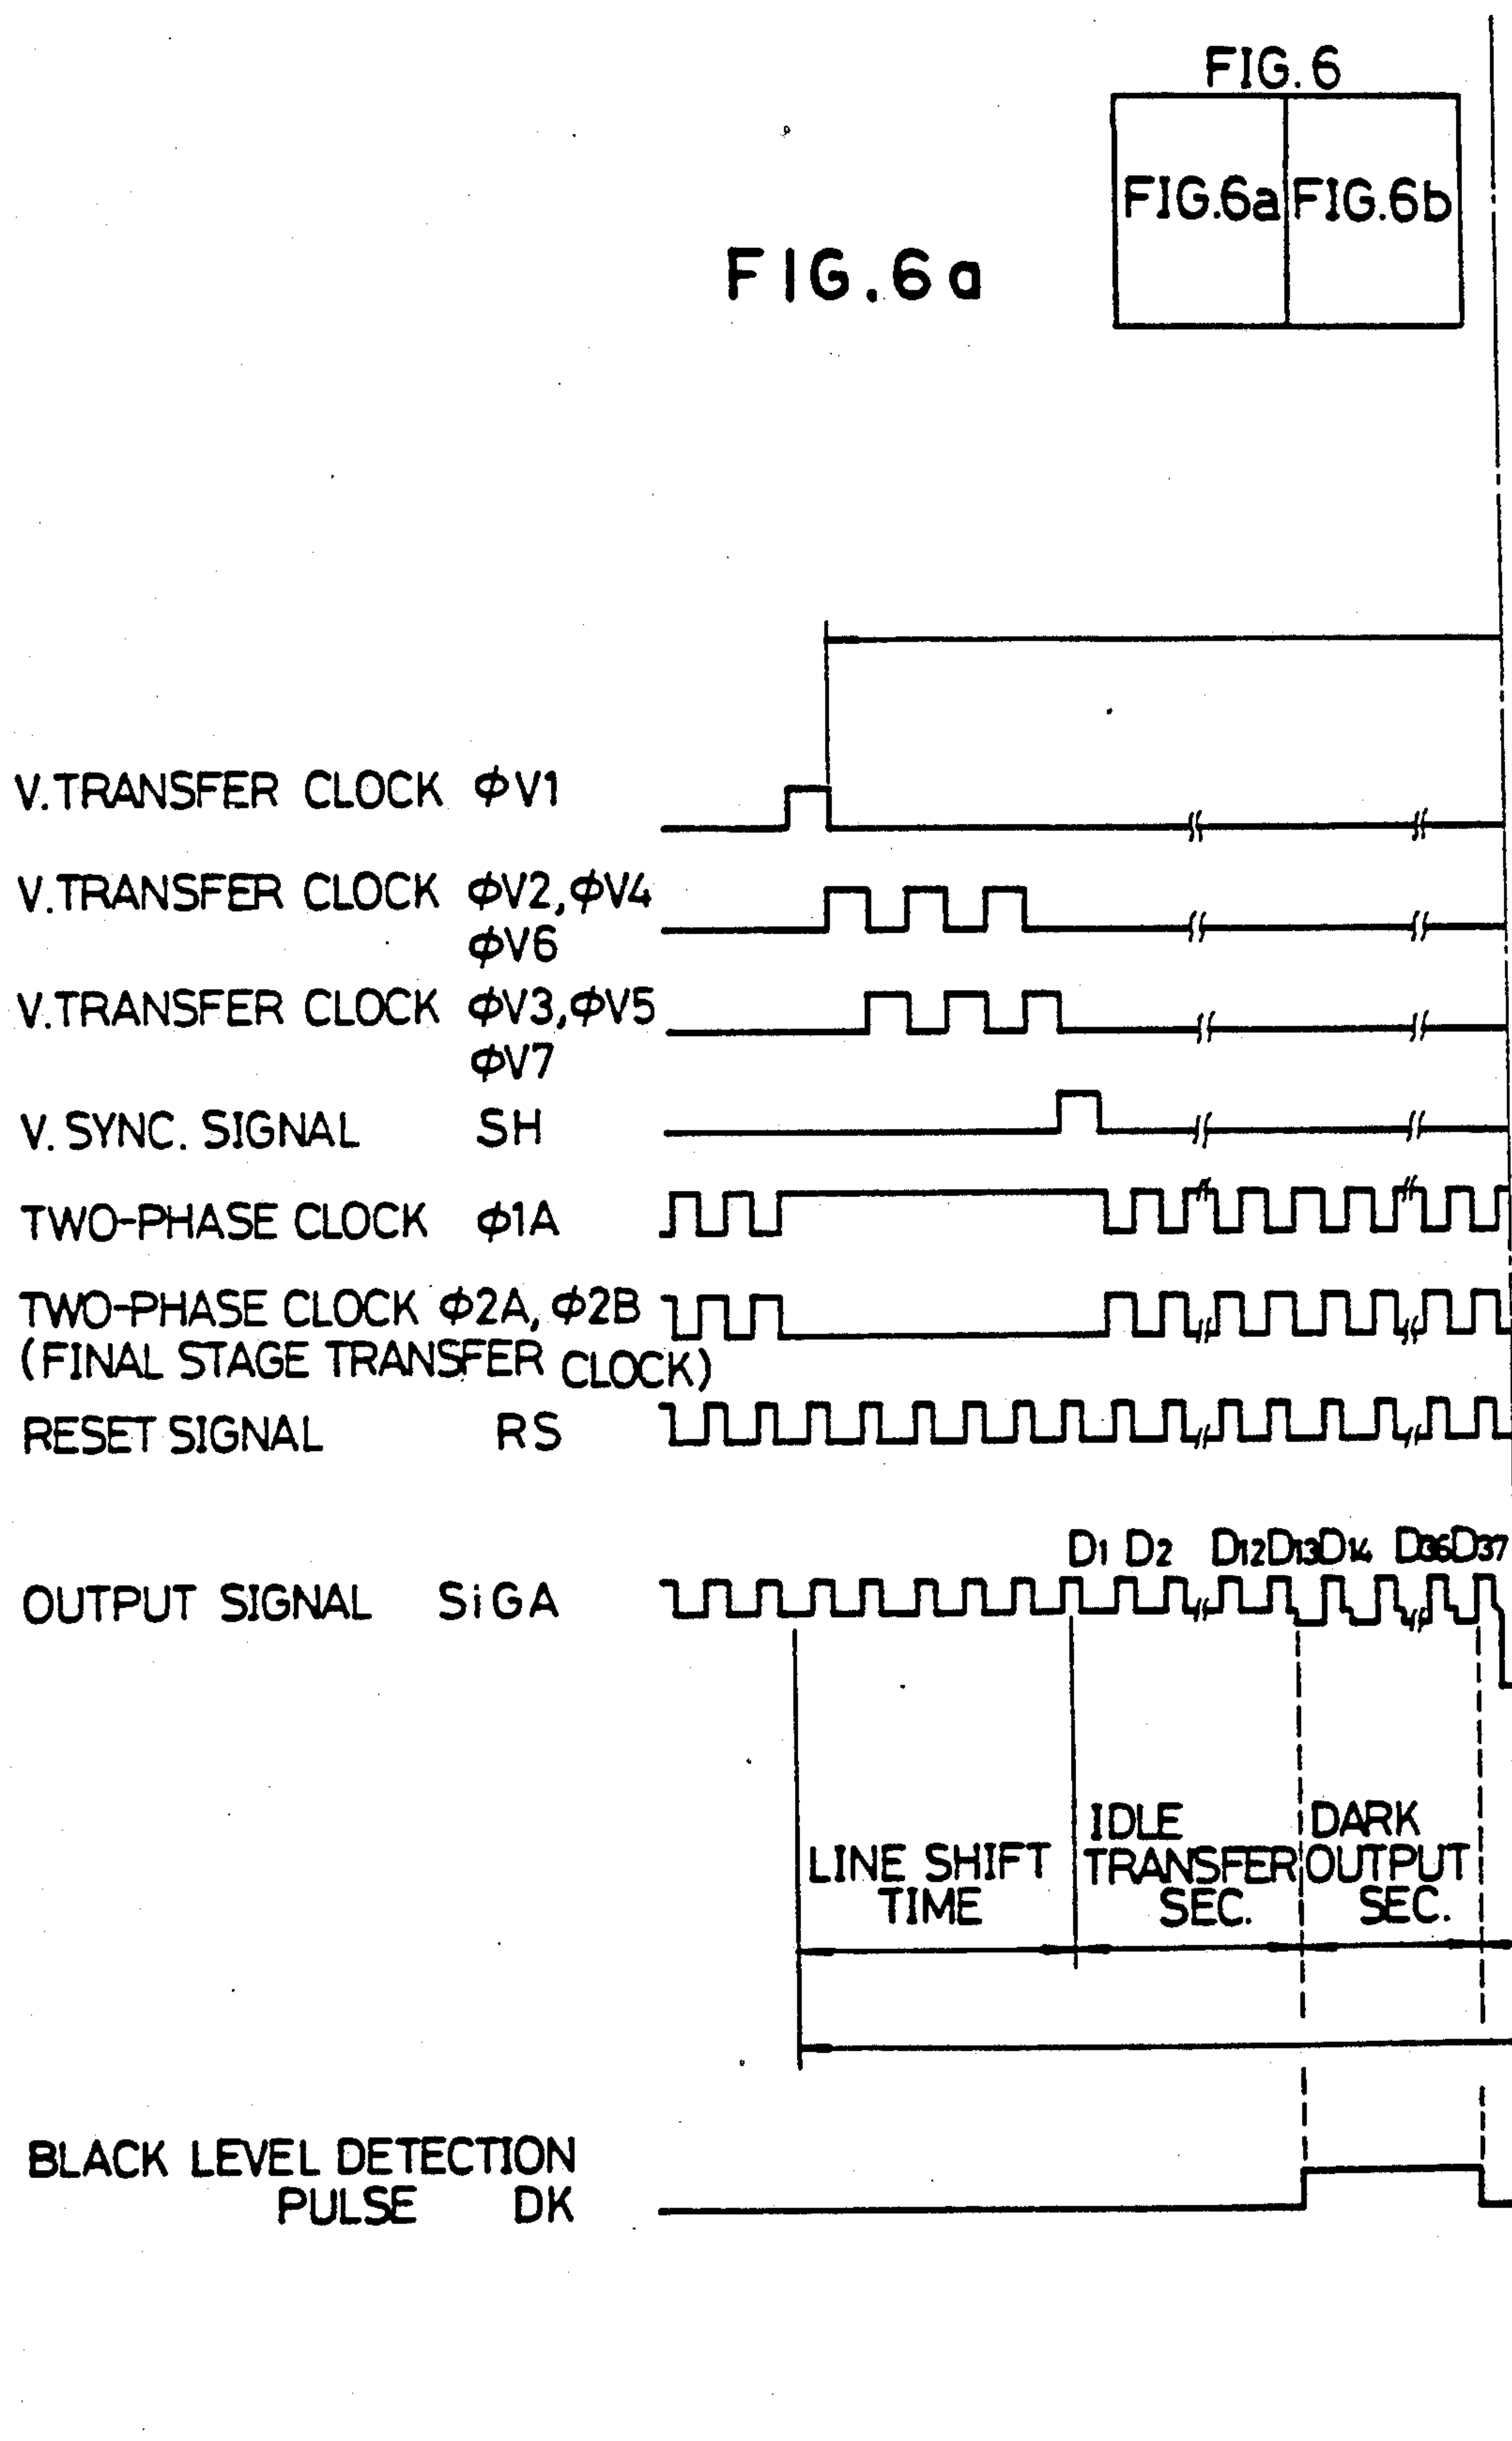 FIG. 6
FIG.6a FIG.6b
FIG.6a
V.TRANSFER CLOCK ΦV1
V.TRANSFER CLOCK ΦV2,ΦV4
ΦV6
V.TRANSFER CLOCK ΦV3,ΦV5
ΦV7
V. SYNC. SIGNAL SH
TWO-PHASE CLOCK Φ1A
TWO-PHASE CLOCK Φ2A, Φ2B
(FINAL STAGE TRANSFER CLOCK)
RESET SIGNAL RS
D1 D2 D12 D13 D14 D36 D37
OUTPUT SIGNAL SiGA
LINE SHIFT
TIME
IDLE
TRANSFER
SEC.
DARK
OUTPUT
SEC.
BLACK LEVEL DETECTION
PULSE DK